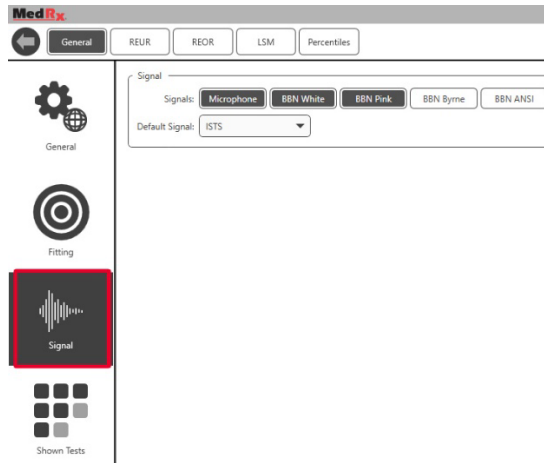 MedRx
General REUR REOR LSM Percentiles
Signal
Signals: Microphone BBN White BBN Pink BBN Byrne BBN ANSI
Default Signal: ISTS
General
Fitting
Signal
Shown Tests